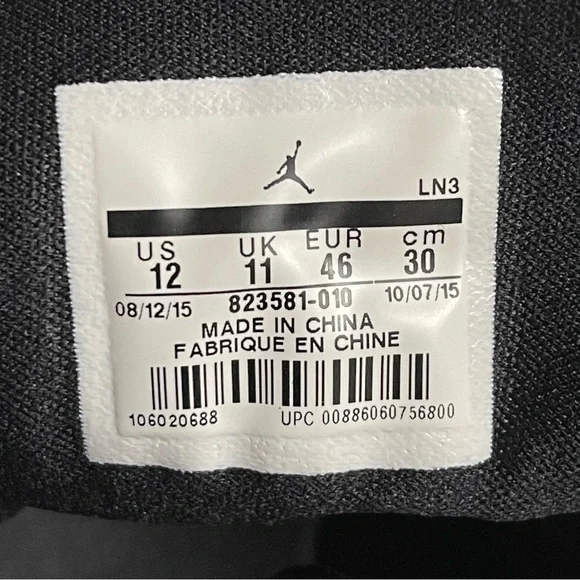 LN3
US UK EUR cm
12 11 46 30
08/12/15 823581-010 10/07/15
MADE IN CHINA
FABRIQUE EN CHINE
106020688 UPC 00886060756800